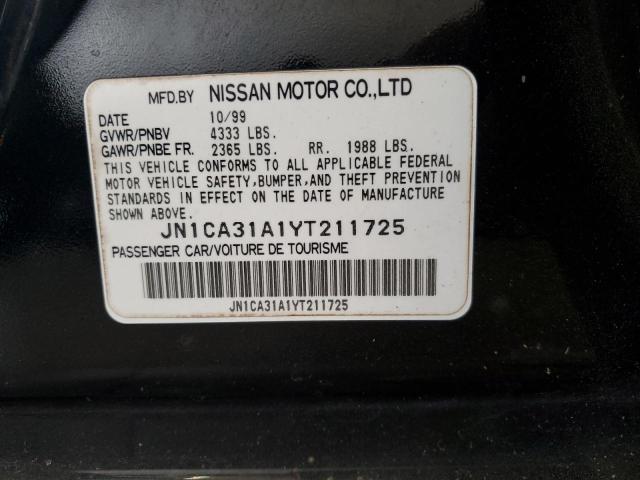 MFD.BY NISSAN MOTOR CO.,LTD
DATE 10/99
GVWR/PNBV 4333 LBS.
GAWR/PNBE FR. 2365 LBS. RR. 1988 LBS.
THIS VEHICLE CONFORMS TO ALL APPLICABLE FEDERAL
MOTOR VEHICLE SAFETY,BUMPER,AND THEFT PREVENTION
STANDARDS IN EFFECT ON THE DATE OF MANUFACTURE
SHOWN ABOVE.
JN1CA31A1YT211725
PASSENGER CAR/VOITURE DE TOURISME
JN1CA31A1YT211725